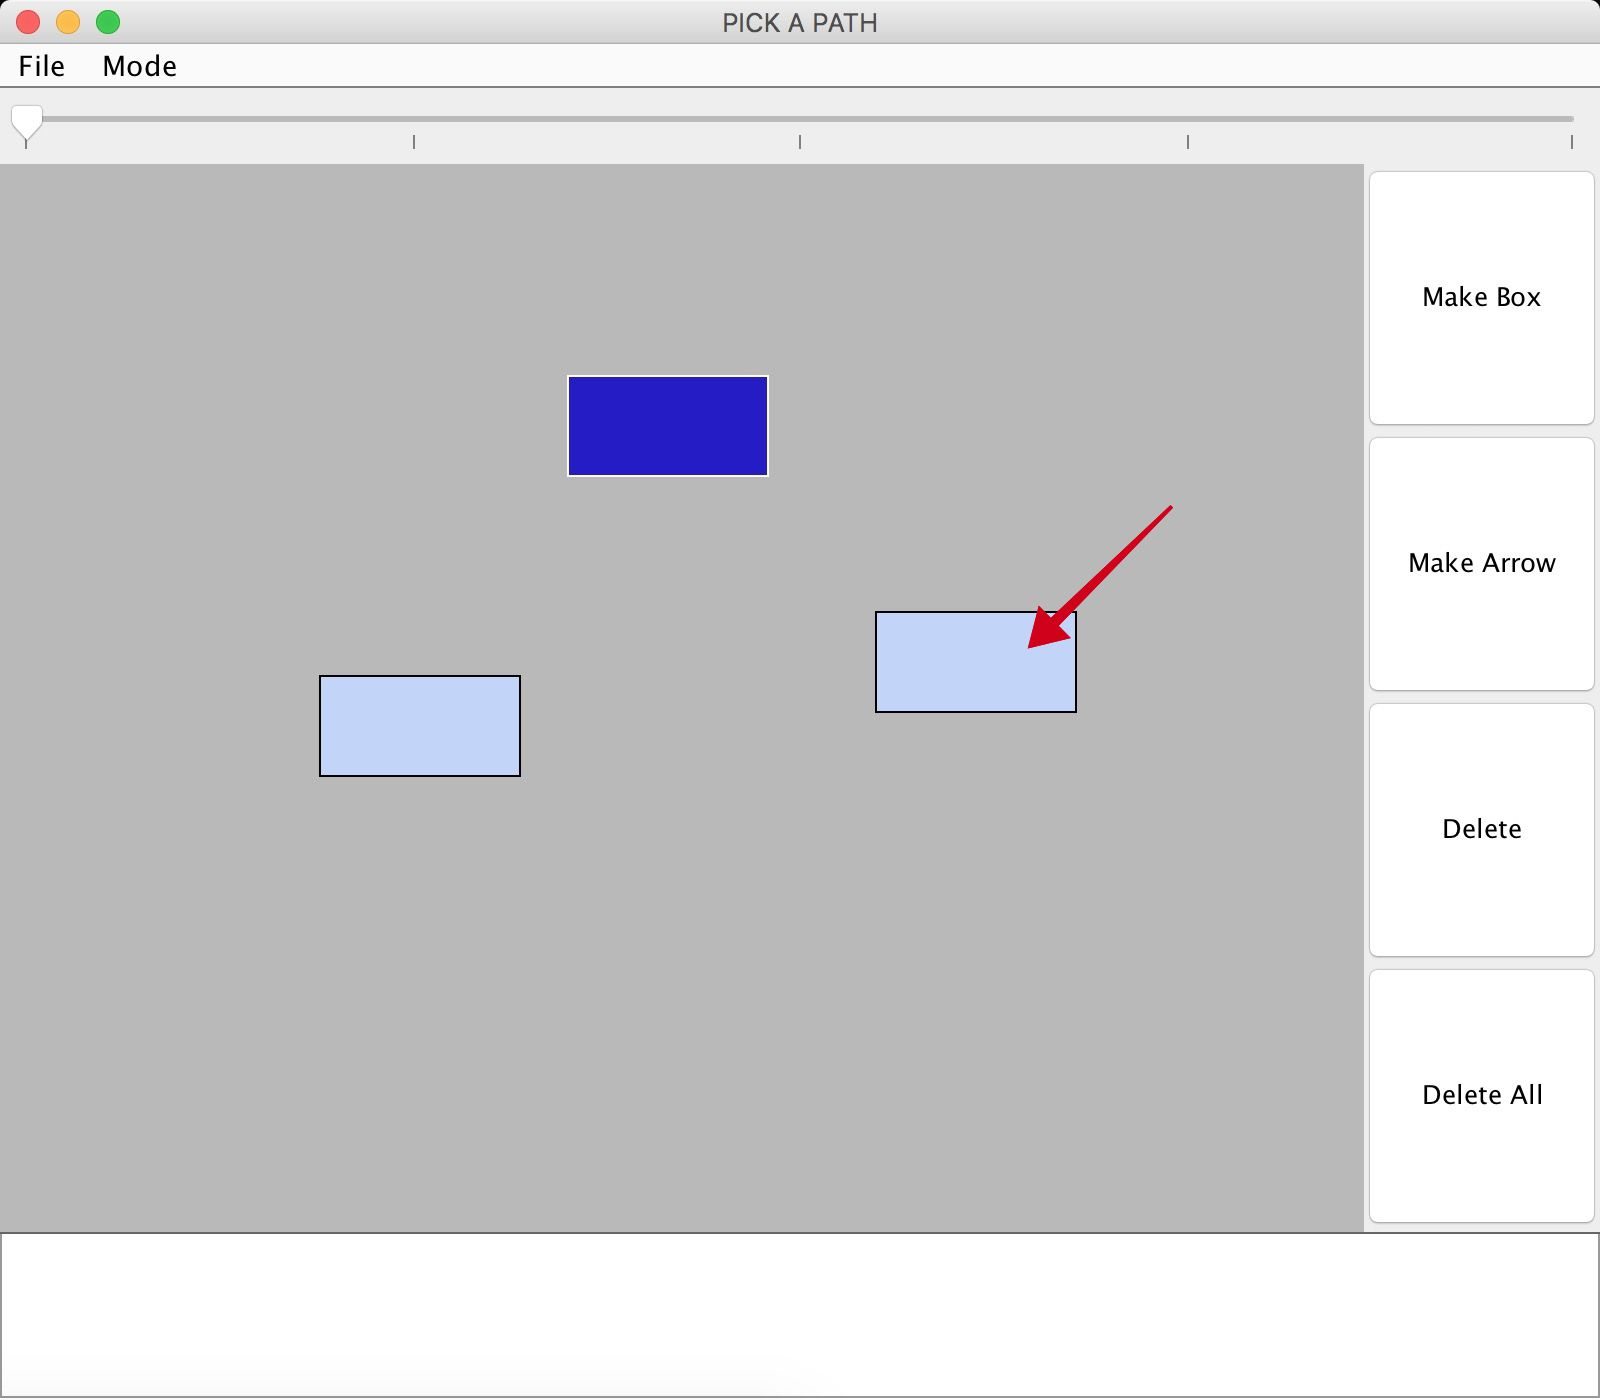 PICK A PATH
File Mode
Make Box
Make Arrow
Delete
Delete All